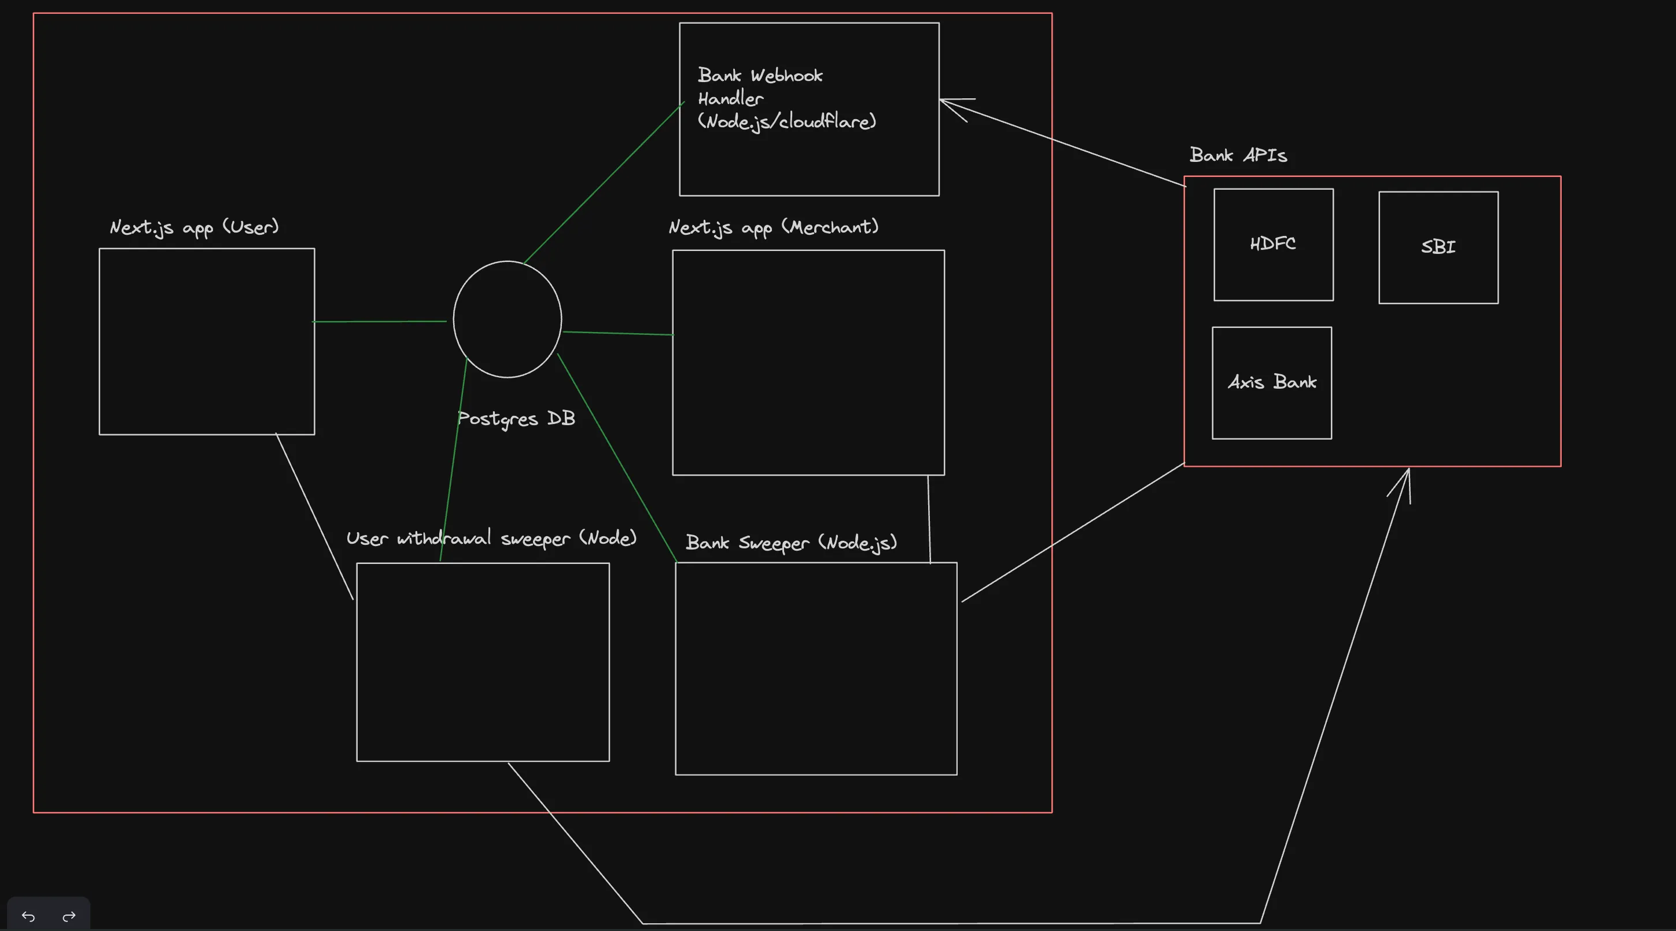 Bank Webhook
Handler
(Node.js/cloudflare)
Bank APIs
Next.js app (User)
Next.js app (Merchant)
HDFC
SBI
Axis Bank
Postgres DB
User withdrawal sweeper (Node)
Bank Sweeper (Node.js)